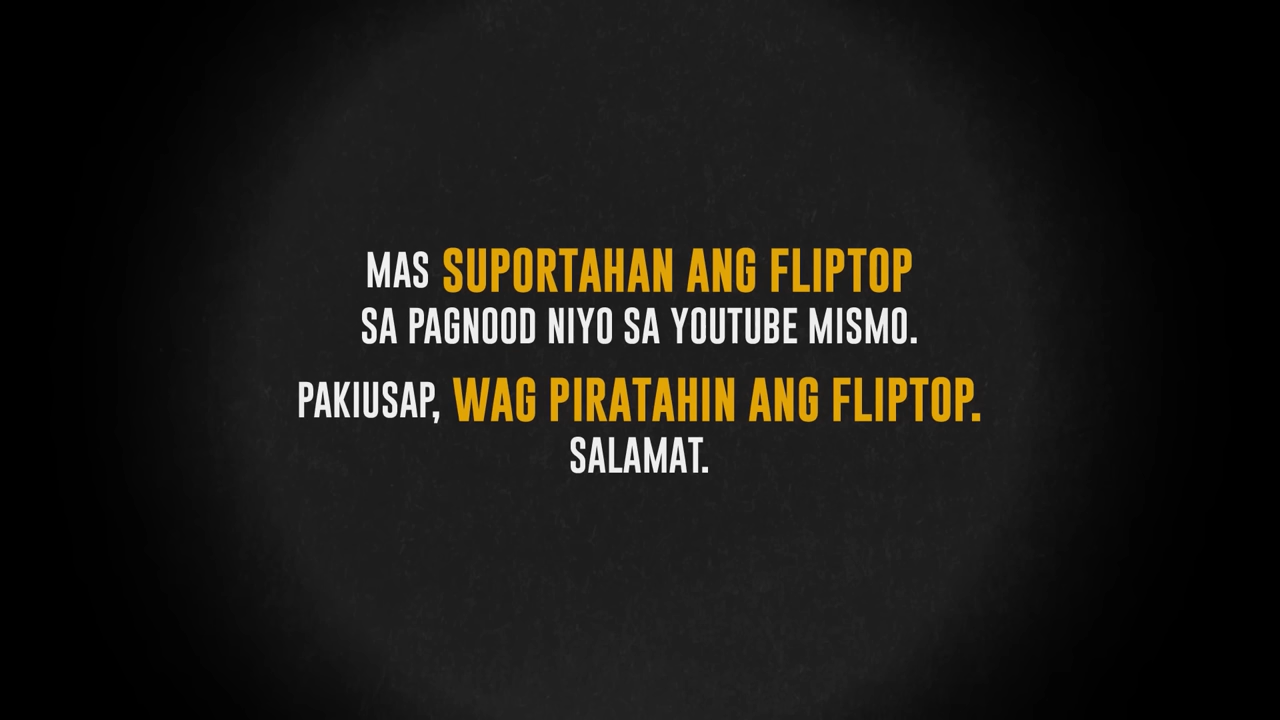 MAS SUPORTAHAN ANG FLIPTOP
SA PAGNOOD NIYO SA YOUTUBE MISMO.
PAKIUSAP, WAG PIRATAHIN ANG FLIPTOP.
SALAMAT.